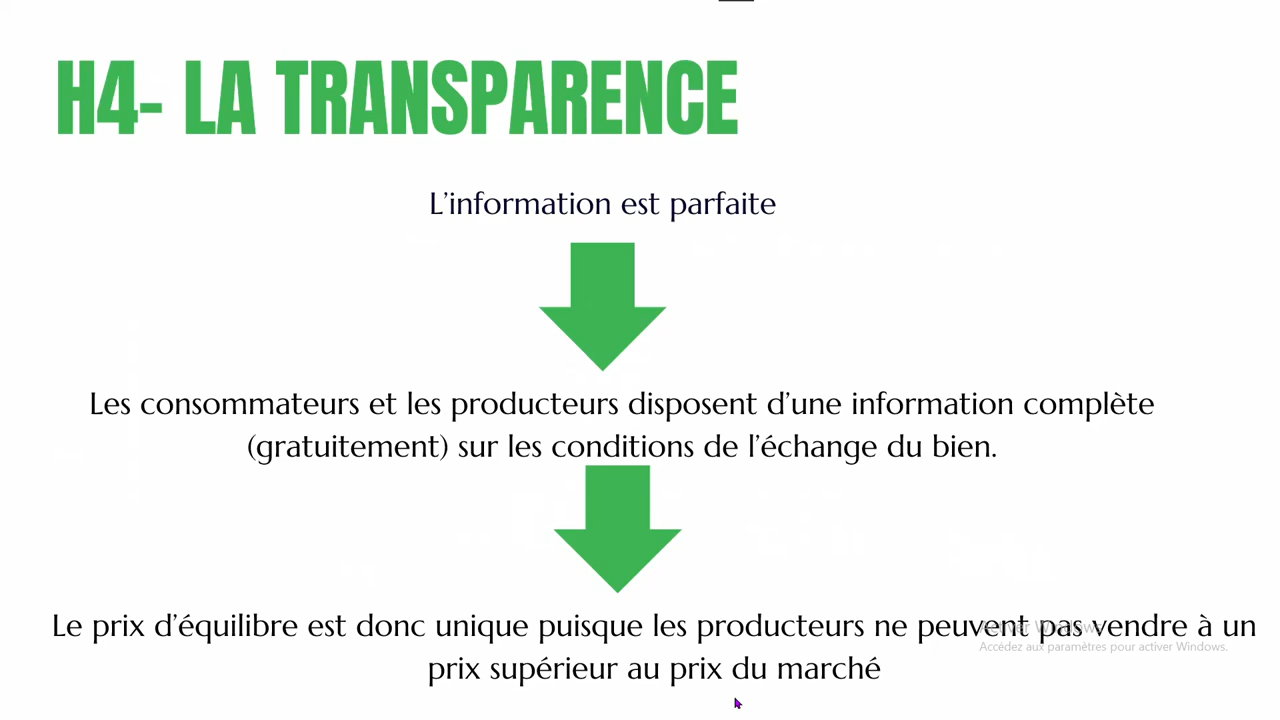 H4- LA TRANSPARENCE
L’information est parfaite
Les consommateurs et les producteurs disposent d’une information complète
(gratuitement) sur les conditions de l’échange du bien.
Le prix d’équilibre est donc unique puisque les producteurs ne peuvent pas vendre à un
prix supérieur au prix du marché
Activer Windows
Accédez aux paramètres pour activer Windows.